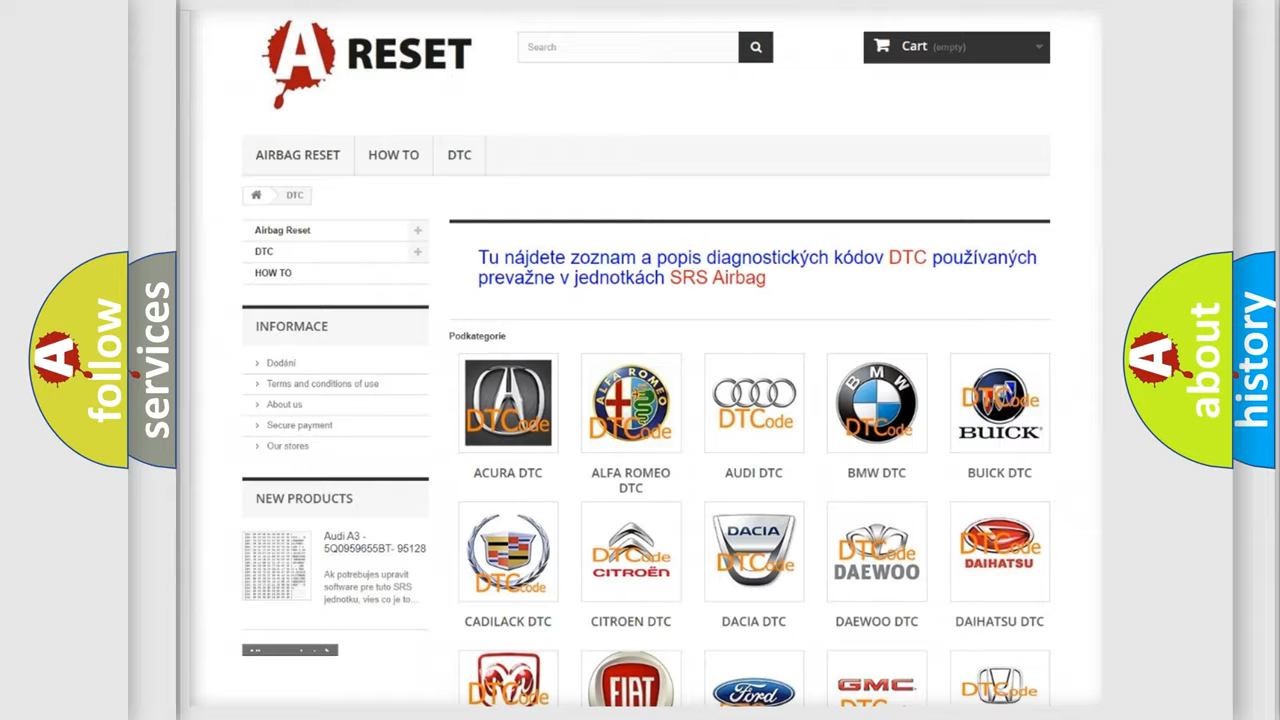 A RESET
Search
Cart (empty)
AIRBAG RESET
HOW TO
DTC
DTC
Airbag Reset
DTC
HOW TO
Tu nájdete zoznam a popis diagnostických kódov DTC používaných
prevažne v jednotkách SRS Airbag
INFORMACE
Dodání
Terms and conditions of use
About us
Secure payment
Our stores
NEW PRODUCTS
Audi A3 -
5Q0959655BT- 95128
Ak potrebujes upravit
software pre tuto SRS
jednotku, vies co je to...
Podkategorie
DTCode
ALFA ROMEO
DTCode
DTCode
BMW
DTCode
DTCode
BUICK
ACURA DTC
ALFA ROMEO
DTC
AUDI DTC
BMW DTC
BUICK DTC
DTCode
DTCode
CITROËN
DACIA
DTCode
DTCode
DAEWOO
DTCode
DAIHATSU
CADILACK DTC
CITROEN DTC
DACIA DTC
DAEWOO DTC
DAIHATSU DTC
DTCode
FIAT
Ford
GMC
DTCode
A follow
services
A about
history